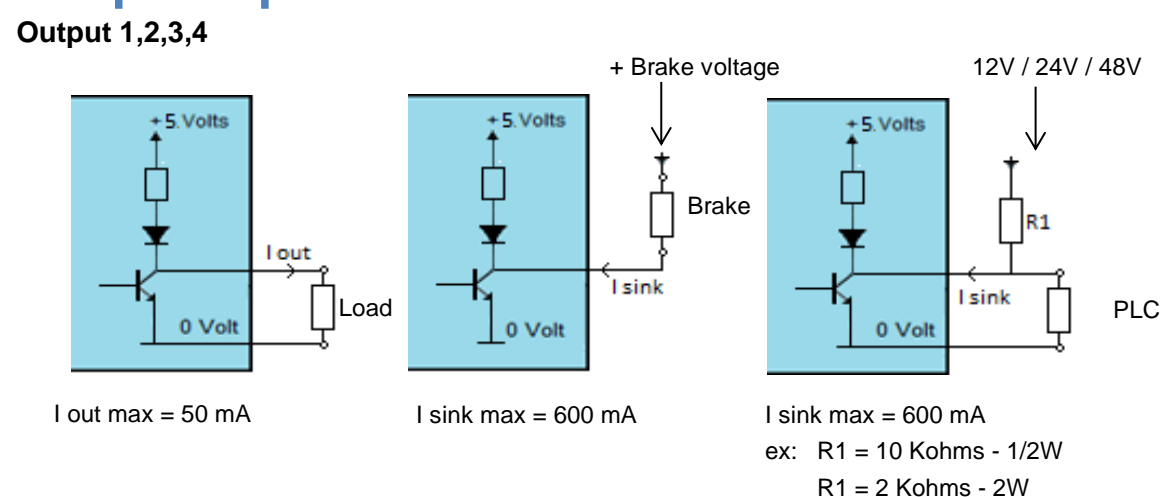 Output 1,2,3,4
+ Brake voltage
12V / 24V / 48V
+5.Volts
I out
Load
0 Volt
+5.Volts
Brake
I sink
0 Volt
+5.Volts
R1
I sink
PLC
0 Volt
I out max = 50 mA
I sink max = 600 mA
I sink max = 600 mA
ex: R1 = 10 Kohms - 1/2W
R1 = 2 Kohms - 2W